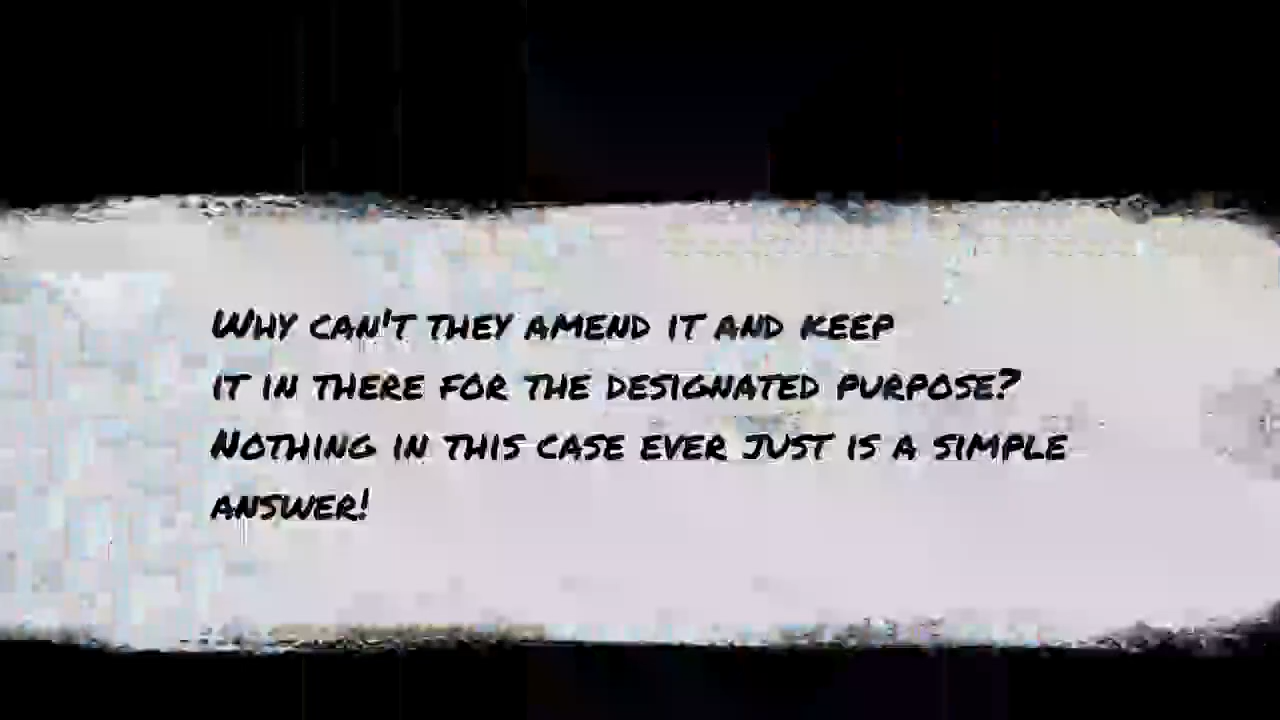 Why can't they amend it and keep
it in there for the designated purpose?
Nothing in this case ever just is a simple
answer!